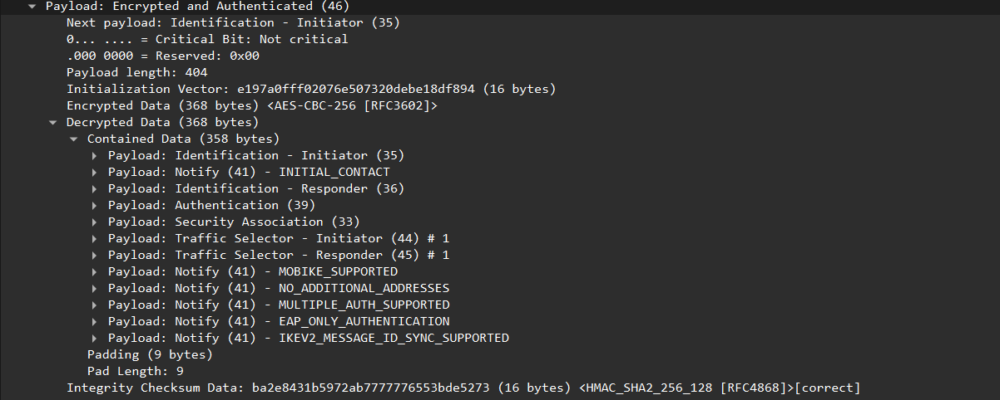 Payload: Encrypted and Authenticated (46)
Next payload: Identification - Initiator (35)
0... .... = Critical Bit: Not critical
.000 0000 = Reserved: 0x00
Payload length: 404
Initialization Vector: e197a0fff02076e507320debe18df894 (16 bytes)
Encrypted Data (368 bytes) <AES-CBC-256 [RFC3602]>
Decrypted Data (368 bytes)
Contained Data (358 bytes)
Payload: Identification - Initiator (35)
Payload: Notify (41) - INITIAL_CONTACT
Payload: Identification - Responder (36)
Payload: Authentication (39)
Payload: Security Association (33)
Payload: Traffic Selector - Initiator (44) # 1
Payload: Traffic Selector - Responder (45) # 1
Payload: Notify (41) - MOBIKE_SUPPORTED
Payload: Notify (41) - NO_ADDITIONAL_ADDRESSES
Payload: Notify (41) - MULTIPLE_AUTH_SUPPORTED
Payload: Notify (41) - EAP_ONLY_AUTHENTICATION
Payload: Notify (41) - IKEV2_MESSAGE_ID_SYNC_SUPPORTED
Padding (9 bytes)
Pad Length: 9
Integrity Checksum Data: ba2e8431b5972ab7777776553bde5273 (16 bytes) <HMAC_SHA2_256_128 [RFC4868]>[correct]